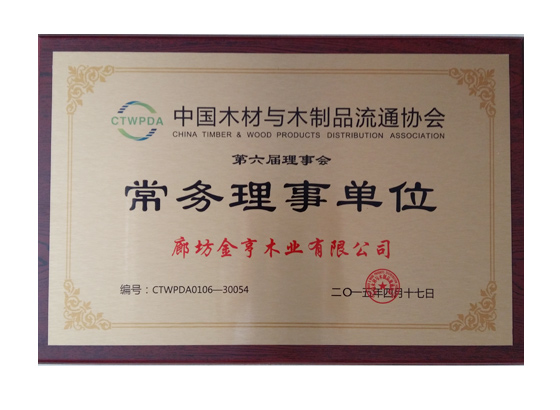 CTWPDA
中国木材与木制品流通协会
CHINA TIMBER & WOOD PRODUCTS DISTRIBUTION ASSOCIATION
第六届理事会
常务理事单位
廊坊金亨木业有限公司
编号：CTWPDA0106—30054
二〇一五年四月十七日